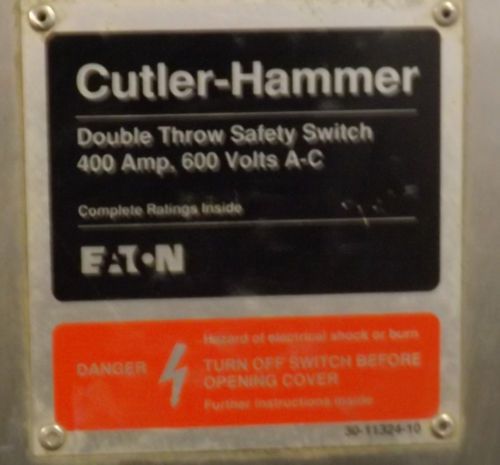 Cutler-Hammer
Double Throw Safety Switch
400 Amp. 600 Volts A-C
Complete Ratings Inside
EATON
Hazard of electrical shock or burn
DANGER
TURN OFF SWITCH BEFORE
OPENING COVER
Further instructions inside
30-11324-10